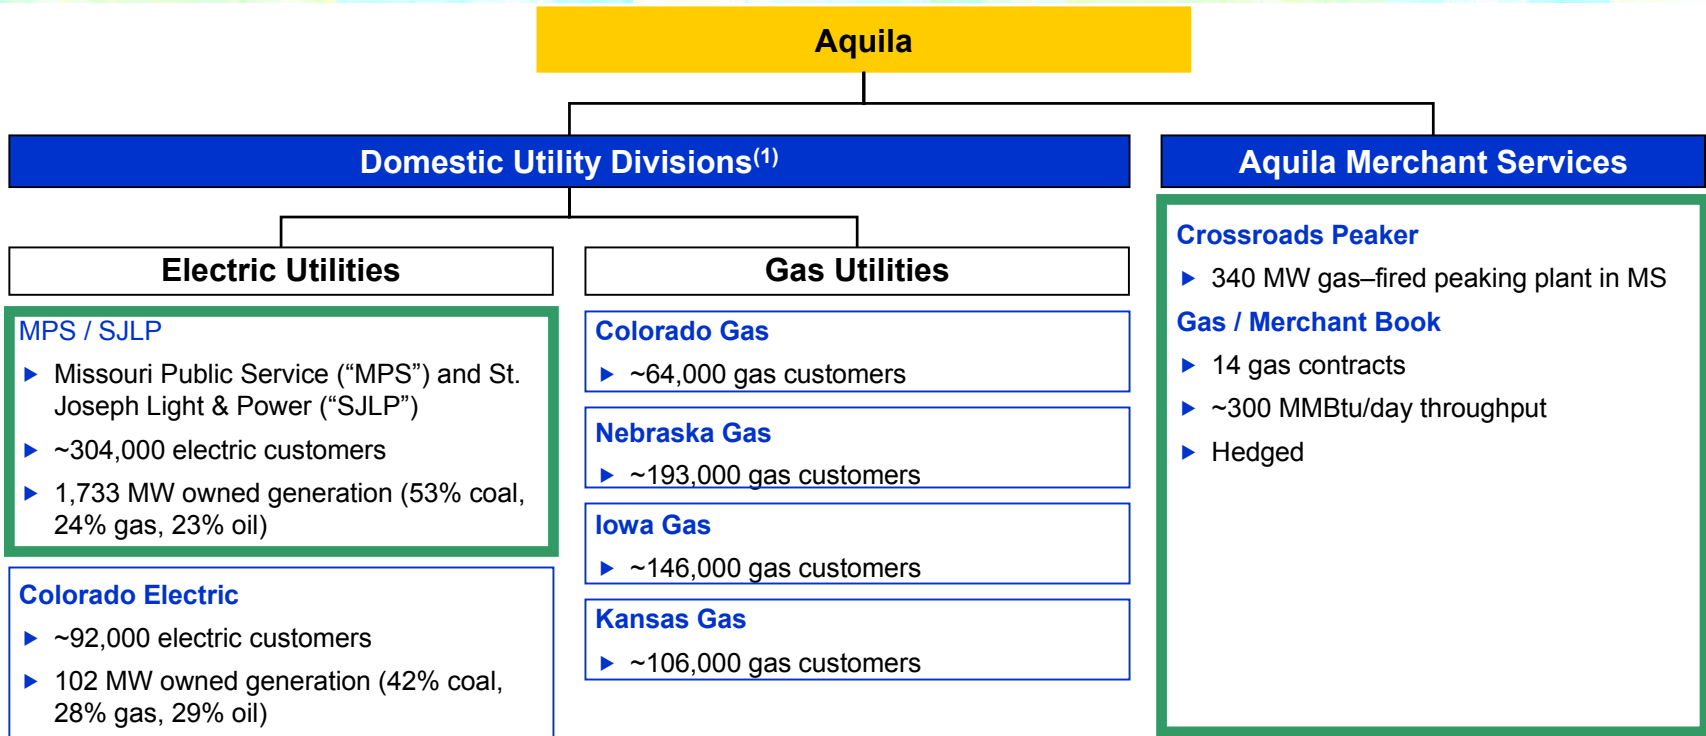 Aquila
Domestic Utility Divisions(1)
Aquila Merchant Services
Electric Utilities
Gas Utilities
MPS / SJLP
▶ Missouri Public Service (“MPS”) and St.
Joseph Light & Power (“SJLP”)
▶ ~304,000 electric customers
▶ 1,733 MW owned generation (53% coal,
24% gas, 23% oil)
Colorado Electric
▶ ~92,000 electric customers
▶ 102 MW owned generation (42% coal,
28% gas, 29% oil)
Colorado Gas
▶ ~64,000 gas customers
Nebraska Gas
▶ ~193,000 gas customers
Iowa Gas
▶ ~146,000 gas customers
Kansas Gas
▶ ~106,000 gas customers
Crossroads Peaker
▶ 340 MW gas–fired peaking plant in MS
Gas / Merchant Book
▶ 14 gas contracts
▶ ~300 MMBtu/day throughput
▶ Hedged